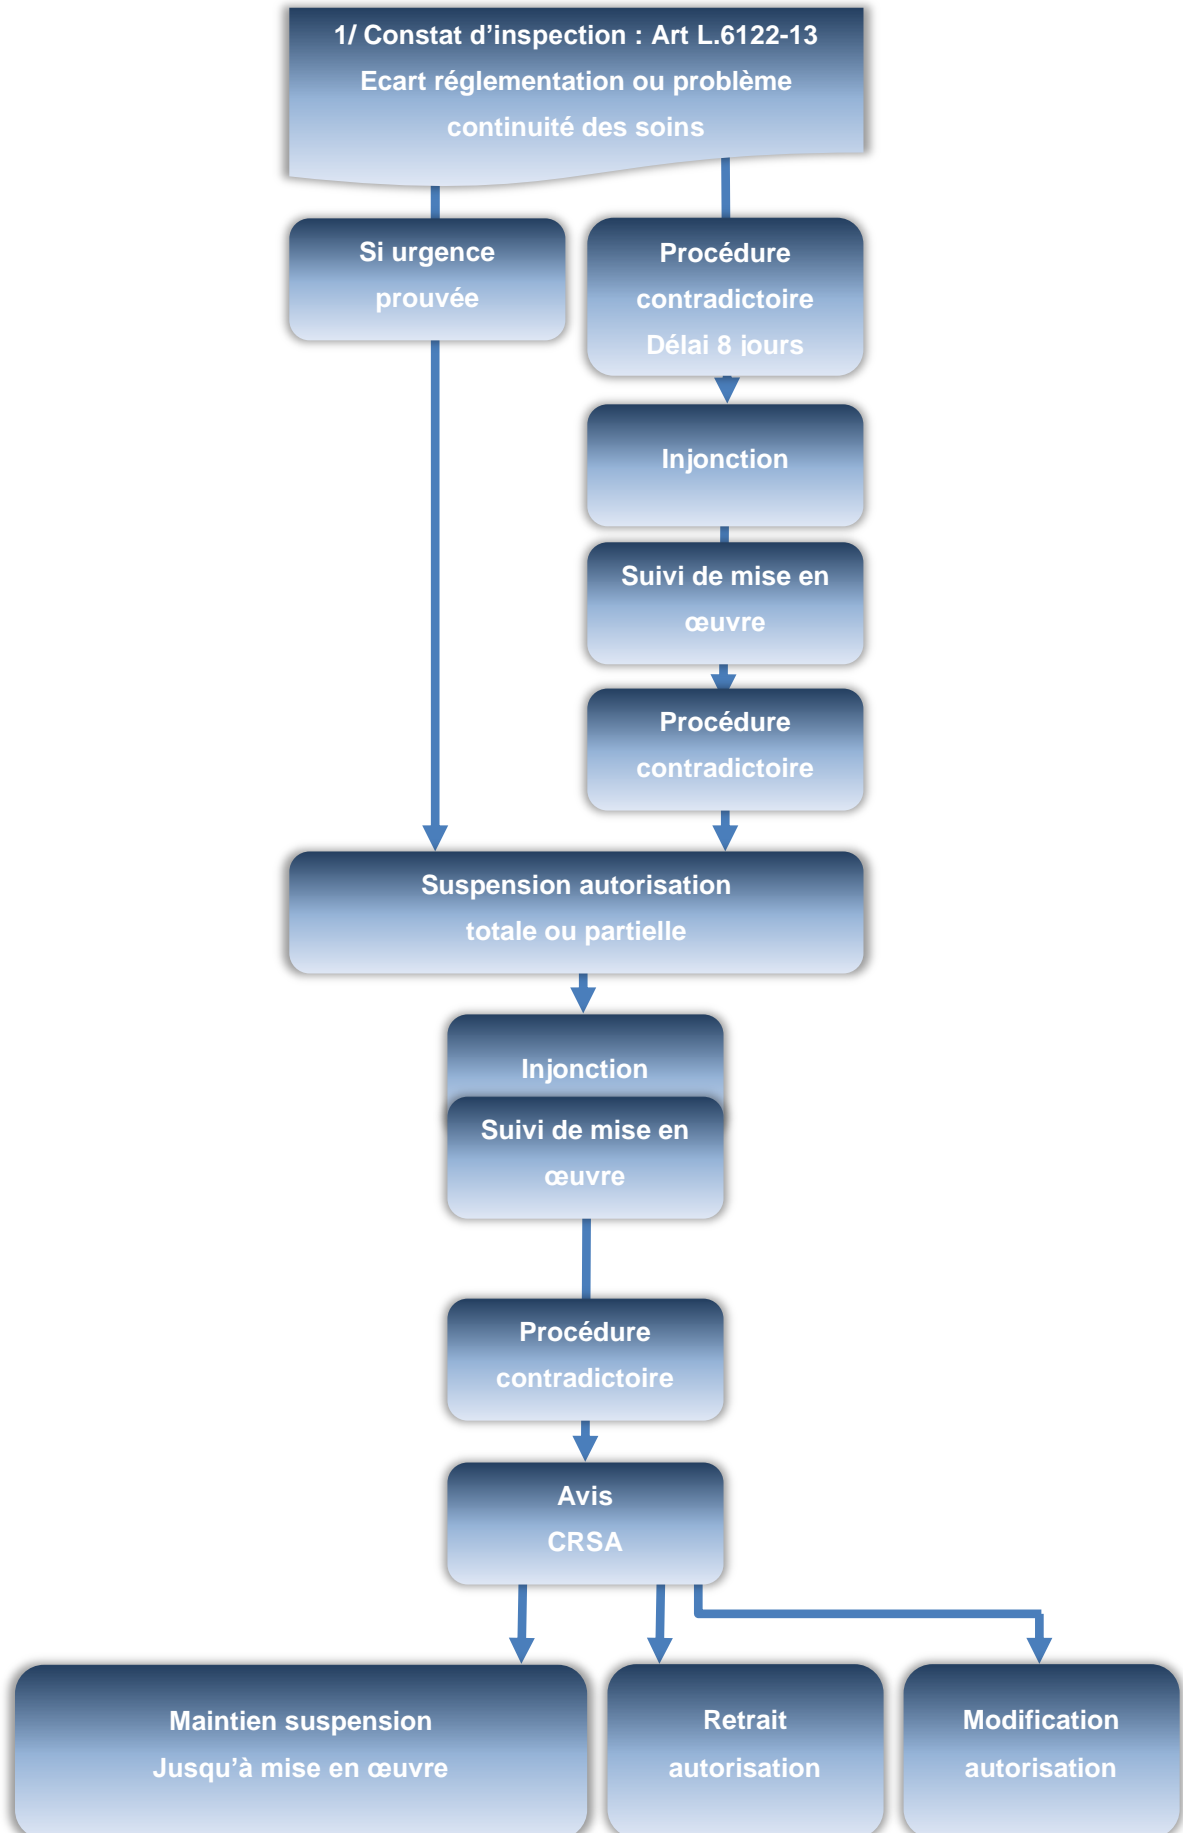 1/ Constat d’inspection : Art L.6122-13
Ecart réglementation ou problème
continuité des soins
Si urgence
prouvée
Procédure
contradictoire
Délai 8 jours
Injonction
Suivi de mise en
œuvre
Procédure
contradictoire
Suspension autorisation
totale ou partielle
Injonction
Suivi de mise en
œuvre
Procédure
contradictoire
Avis
CRSA
Maintien suspension
Jusqu’à mise en œuvre
Retrait
autorisation
Modification
autorisation